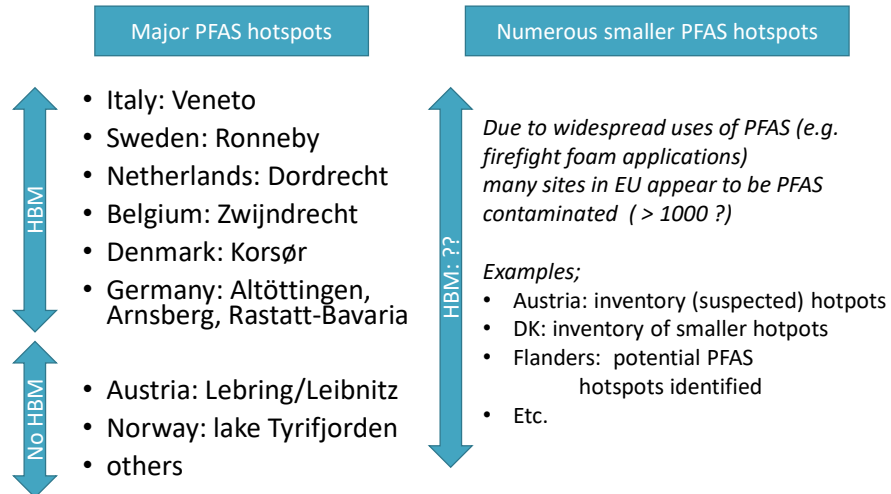 Major PFAS hotspots
HBM
• Italy: Veneto
• Sweden: Ronneby
• Netherlands: Dordrecht
• Belgium: Zwijndrecht
• Denmark: Korsør
• Germany: Altöttingen,
Arnsberg, Rastatt-Bavaria
No HBM
• Austria: Lebring/Leibnitz
• Norway: lake Tyrifjorden
• others
Numerous smaller PFAS hotspots
HBM: ??
Due to widespread uses of PFAS (e.g.
firefight foam applications)
many sites in EU appear to be PFAS
contaminated ( > 1000 ?)
Examples;
• Austria: inventory (suspected) hotpots
• DK: inventory of smaller hotpots
• Flanders: potential PFAS
hotspots identified
• Etc.